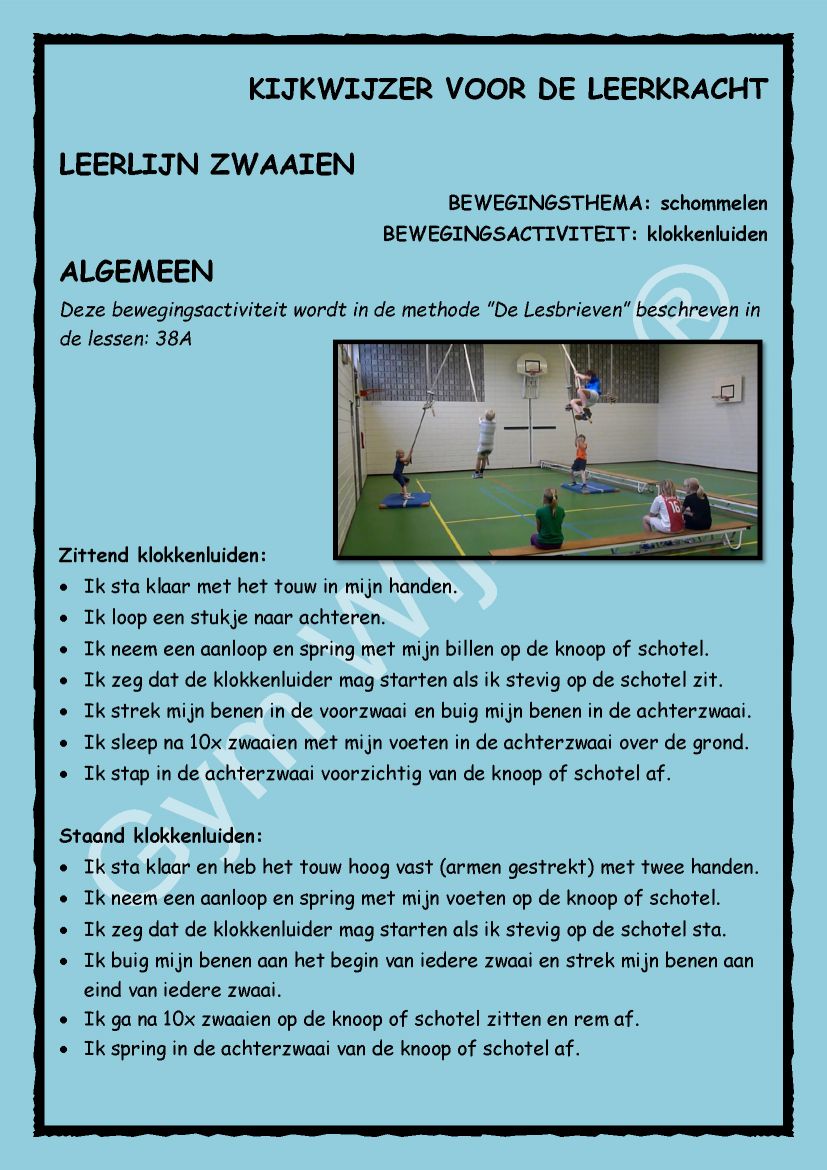 KIJKWIJZER VOOR DE LEERKRACHT
LEERLIJN ZWAAIEN
BEWEGINGSTHEMA: schommelen
BEWEGINGSACTIVITEIT: klokkenluiden
ALGEMEEN
Deze bewegingsactiviteit wordt in de methode "De Lesbrieven" beschreven in
de lessen: 38A
16
Zittend klokkenluiden:
• Ik sta klaar met het touw in mijn handen.
• Ik loop een stukje naar achteren.
• Ik neem een aanloop en spring met mijn billen op de knoop of schotel.
• Ik zeg dat de klokkenluider mag starten als ik stevig op de schotel zit.
• Ik strek mijn benen in de voorzwaai en buig mijn benen in de achterzwaai.
• Ik sleep na 10x zwaaien met mijn voeten in de achterzwaai over de grond.
• Ik stap in de achterzwaai voorzichtig van de knoop of schotel af.
Staand klokkenluiden:
• Ik sta klaar en heb het touw hoog vast (armen gestrekt) met twee handen.
• Ik neem een aanloop en spring met mijn voeten op de knoop of schotel.
• Ik zeg dat de klokkenluider mag starten als ik stevig op de schotel sta.
• Ik buig mijn benen aan het begin van iedere zwaai en strek mijn benen aan
eind van iedere zwaai.
• Ik ga na 10x zwaaien op de knoop of schotel zitten en rem af.
• Ik spring in de achterzwaai van de knoop of schotel af.
Gym
®